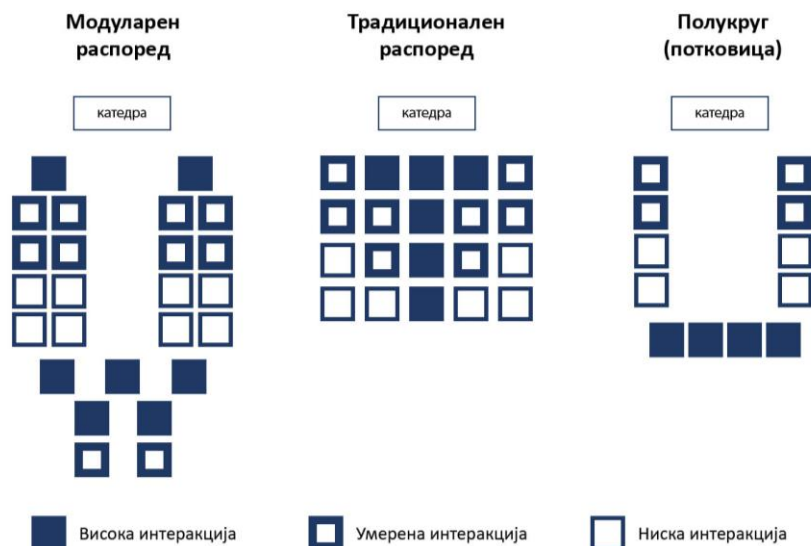 Модуларен
распоред
Традиционален
распоред
Полукруг
(потковица)
катедра
катедра
катедра
Висока интеракција
Умерена интеракција
Ниска интеракција